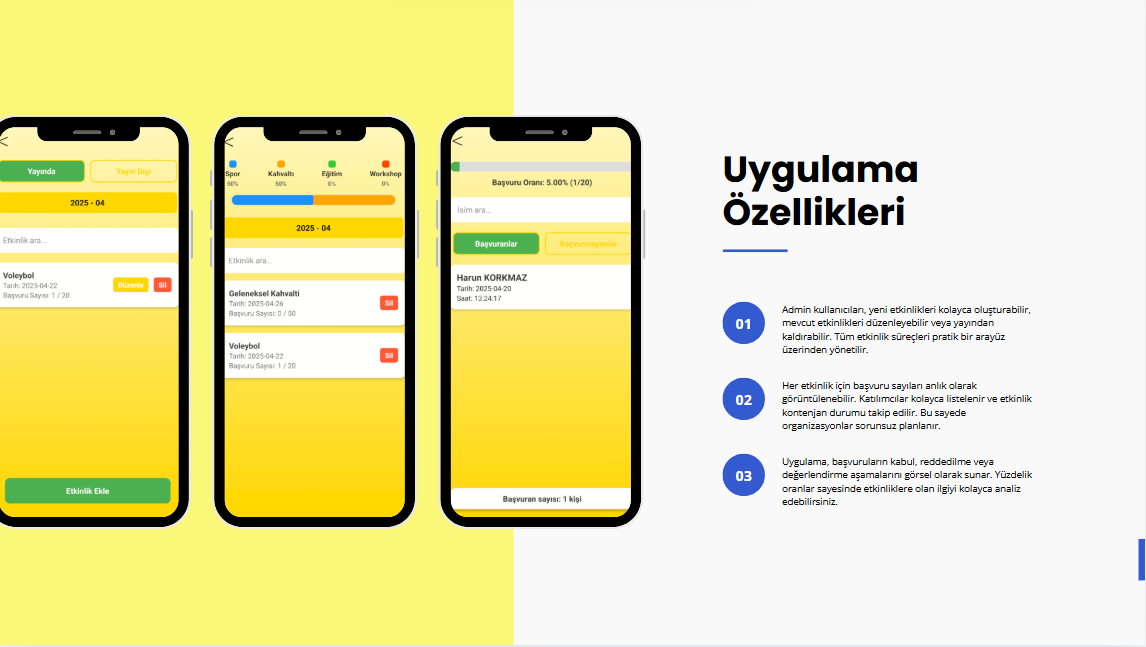 Yayında
Yayın Dışı
2025 - 04
Etkinlik ara...
Voleybol
Tarih: 2025-04-22
Başvuru Sayısı: 1 / 20
Düzenle
Sil
Etkinlik Ekle
Spor
Kahvaltı
Eğitim
Workshop
50%
50%
0%
0%
2025 - 04
Etkinlik ara...
Geleneksel Kahvalti
Tarih: 2025-04-26
Başvuru Sayısı: 0 / 50
Sil
Voleybol
Tarih: 2025-04-22
Başvuru Sayısı: 1 / 20
Sil
Başvuru Oranı: 5.00% (1/20)
İsim ara...
Başvuranlar
Başvurmayanlar
Harun KORKMAZ
Tarih: 2025-04-20
Saat: 13:24:17
Başvuran sayısı: 1 kişi
Uygulama
Özellikleri
01
Admin kullanıcıları, yeni etkinlikleri kolayca oluşturabilir,
mevcut etkinlikleri düzenleyebilir veya yayından
kaldırabilir. Tüm etkinlik süreçleri pratik bir arayüz
üzerinden yönetilir.
02
Her etkinlik için başvuru sayıları anlık olarak
görüntülenebilir. Katılımcılar kolayca listelenir ve etkinlik
kontenjan durumu takip edilir. Bu sayede
organizasyonlar sorunsuz planlanır.
03
Uygulama, başvuruların kabul, reddedilme veya
değerlendirme aşamalarını görsel olarak sunar. Yüzdelik
oranlar sayesinde etkinliklere olan ilgiyi kolayca analiz
edebilirsiniz.